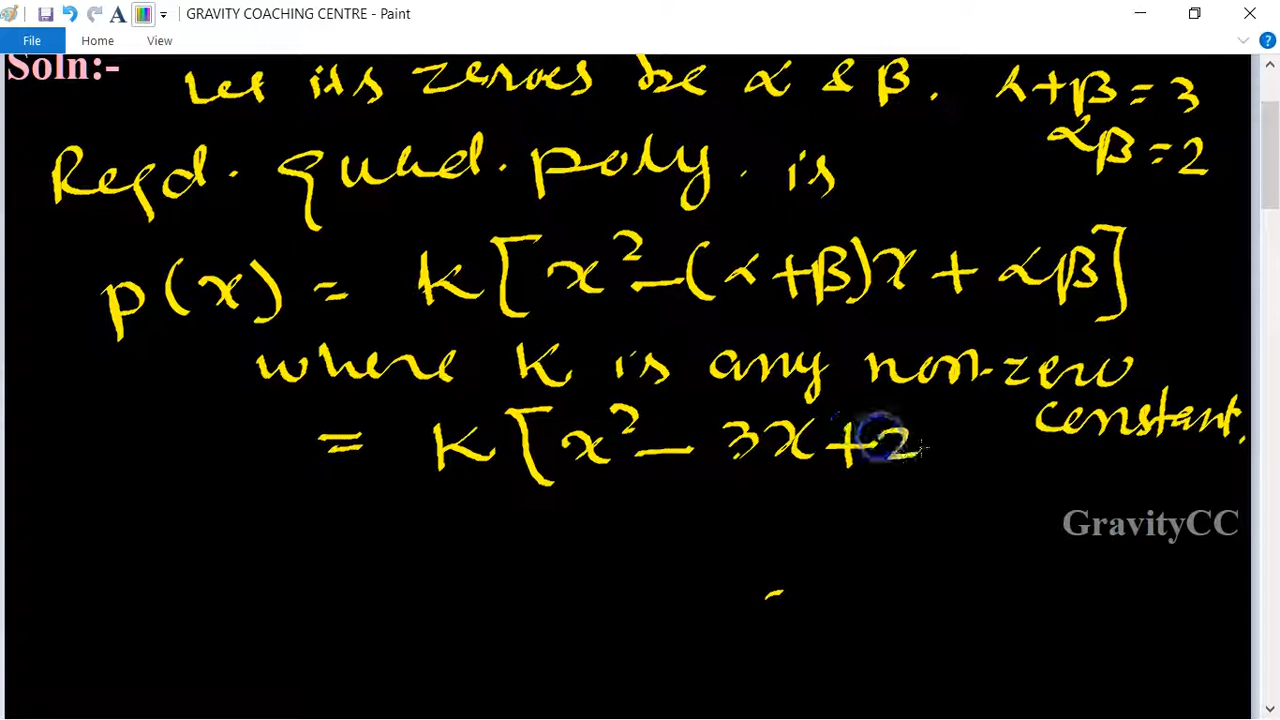 GRAVITY COACHING CENTRE - Paint
File Home View
Soln:-
Let its zeroes be α & β. α+β = 3
αβ = 2
Reqd. quad. poly. is
p(x) = k[x² - (α+β)x + αβ]
where k is any non-zero constant.
= k[x² - 3x + 2
GravityCC